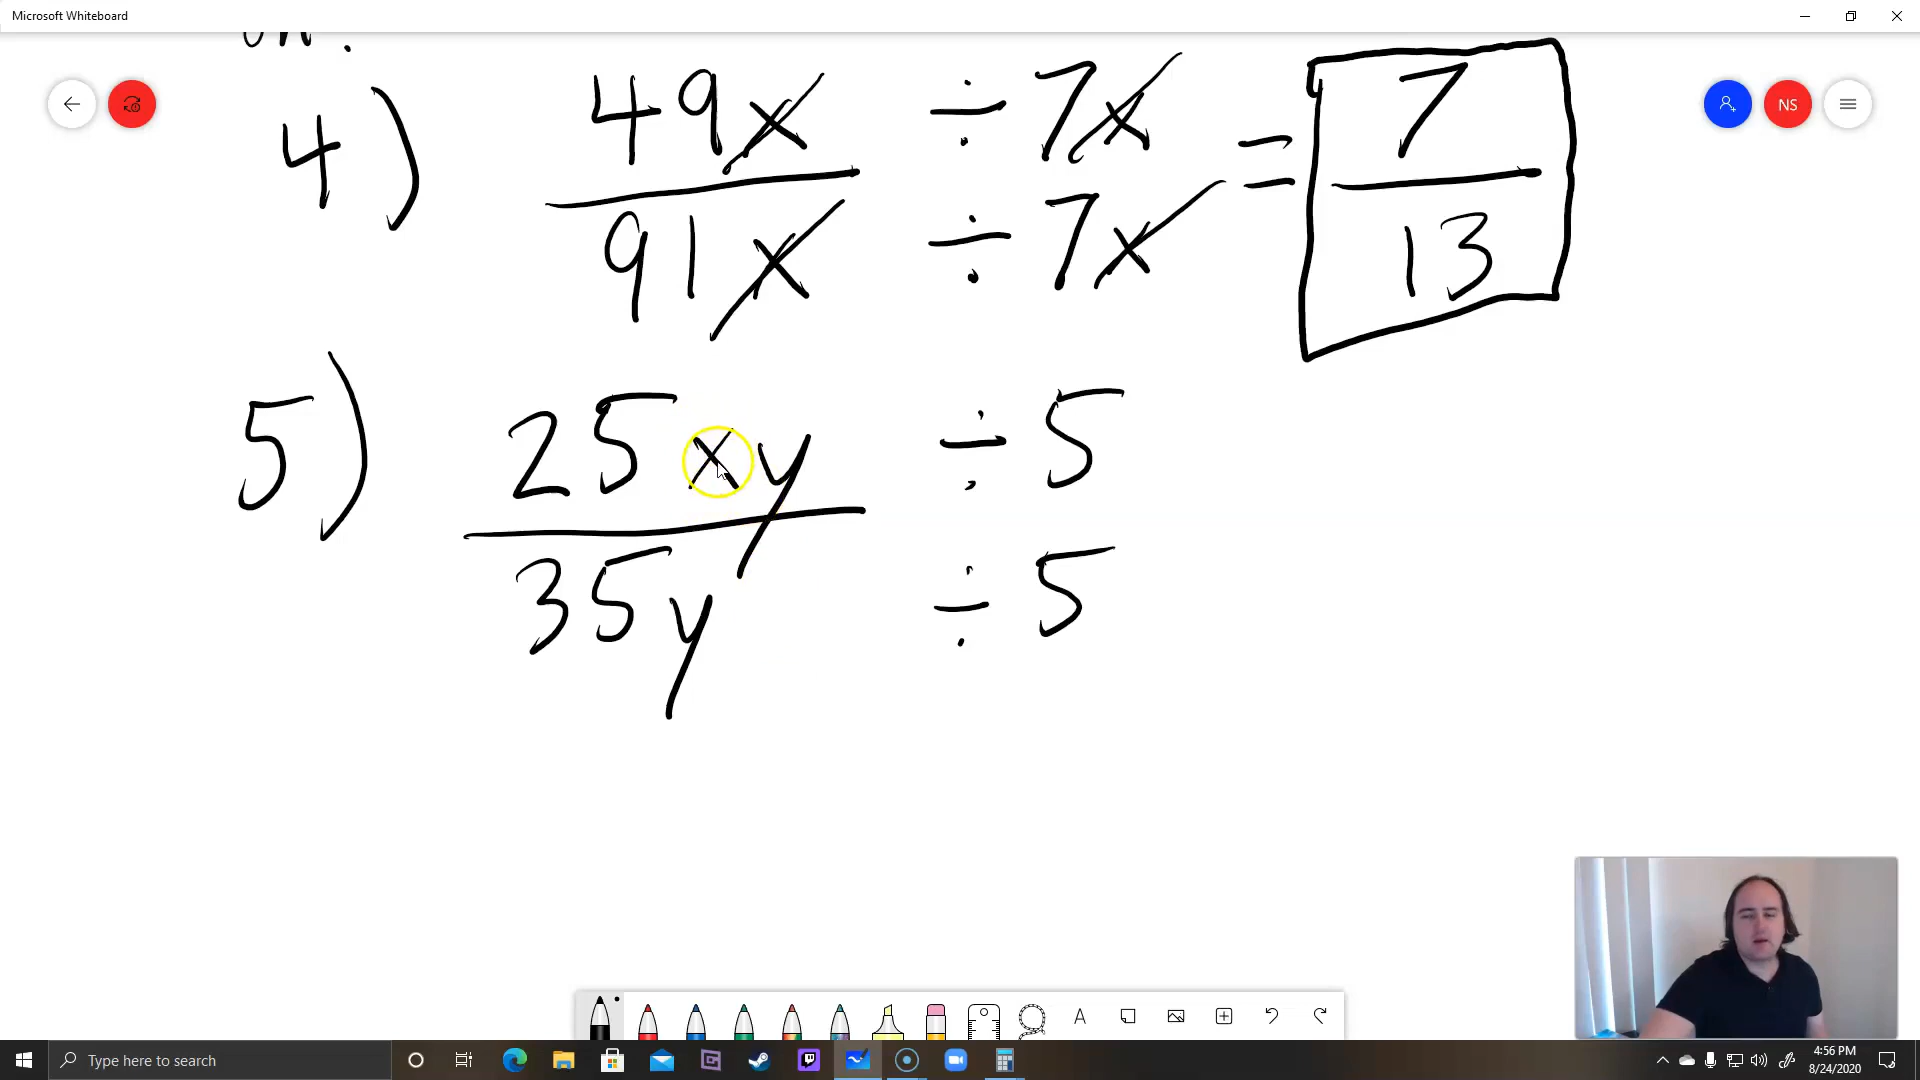 Microsoft Whiteboard
4) 49x ÷ 7x = 7
91x ÷ 7x 13
NS
5) 25xy ÷ 5
35y ÷ 5
A
Type here to search
4:56 PM
8/24/2020